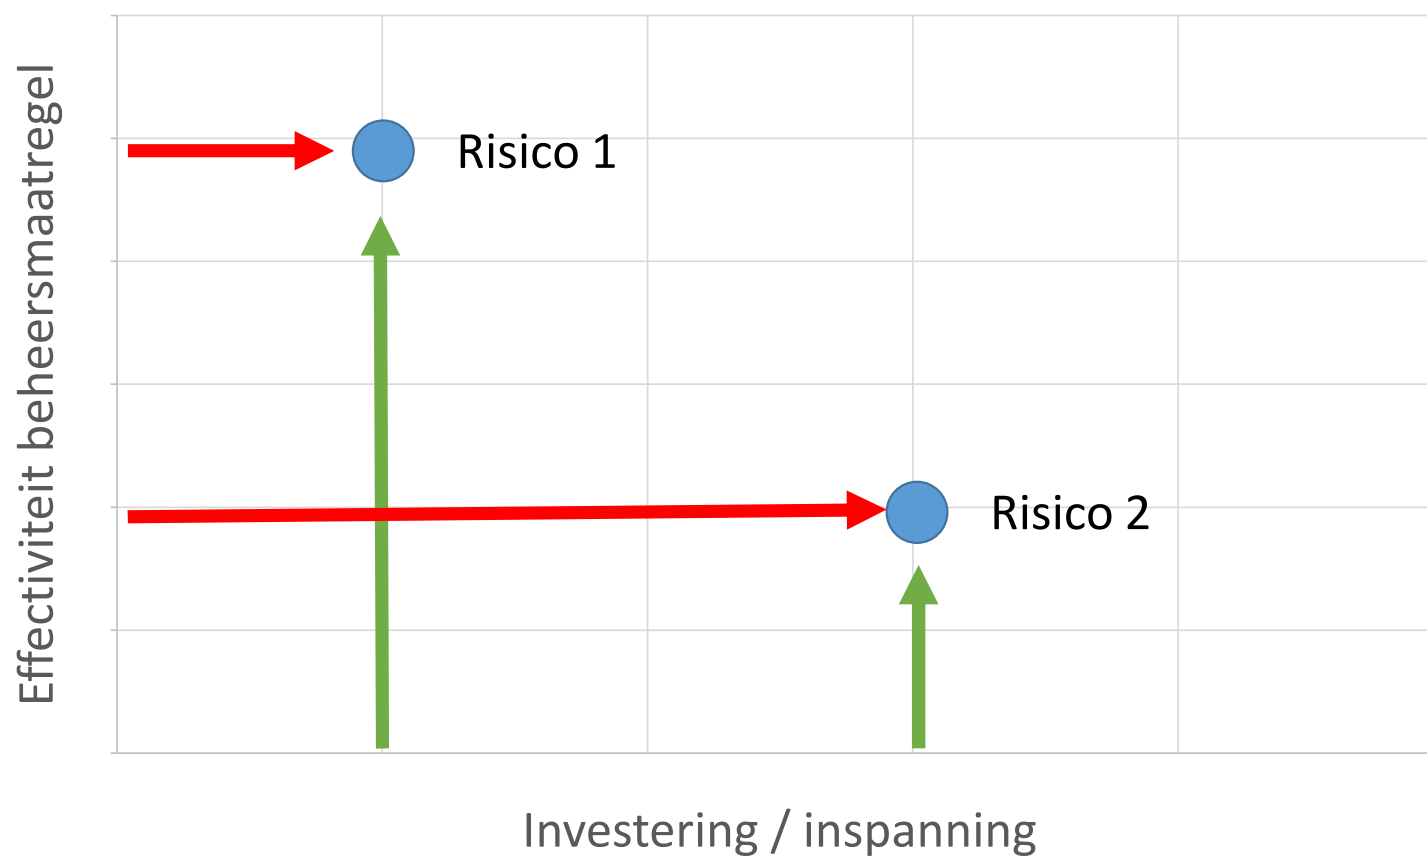 Effectiviteit beheersmaatregel
Risico 1
Risico 2
Investering / inspanning